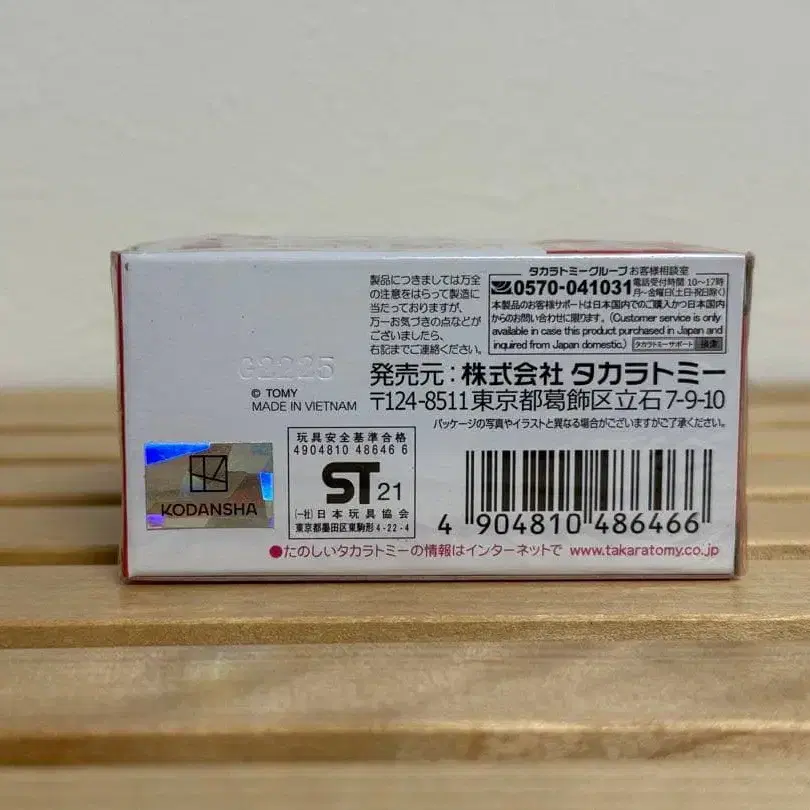 製品につきましては万全
の注意をはらって製造に
当たっておりますが、
万一お気づきの点などが
ございましたら、
右記までご連絡ください。
タカラトミーグループ お客様相談室
0570-041031
電話受付時間 10〜17時
月〜金曜日(土日・祝日除く)
本製品のお客様サポートは日本国内でのご購入かつ日本国内
からのお問い合わせに限ります。(Customer service is only
available in case this product purchased in Japan and
inquired from Japan domestic.) タカラトミーサポート 検索
G2225
© TOMY
MADE IN VIETNAM
発売元:株式会社 タカラトミー
〒124-8511東京都葛飾区立石7-9-10
パッケージの写真やイラストと異なる場合がございますがご了承ください。
KODANSHA
玩具安全基準合格
4904810 48646 6
ST 21
(一社)日本玩具協会
東京都墨田区東駒形4-22-4
4 904810 486466
●たのしいタカラトミーの情報はインターネットで www.takaratomy.co.jp